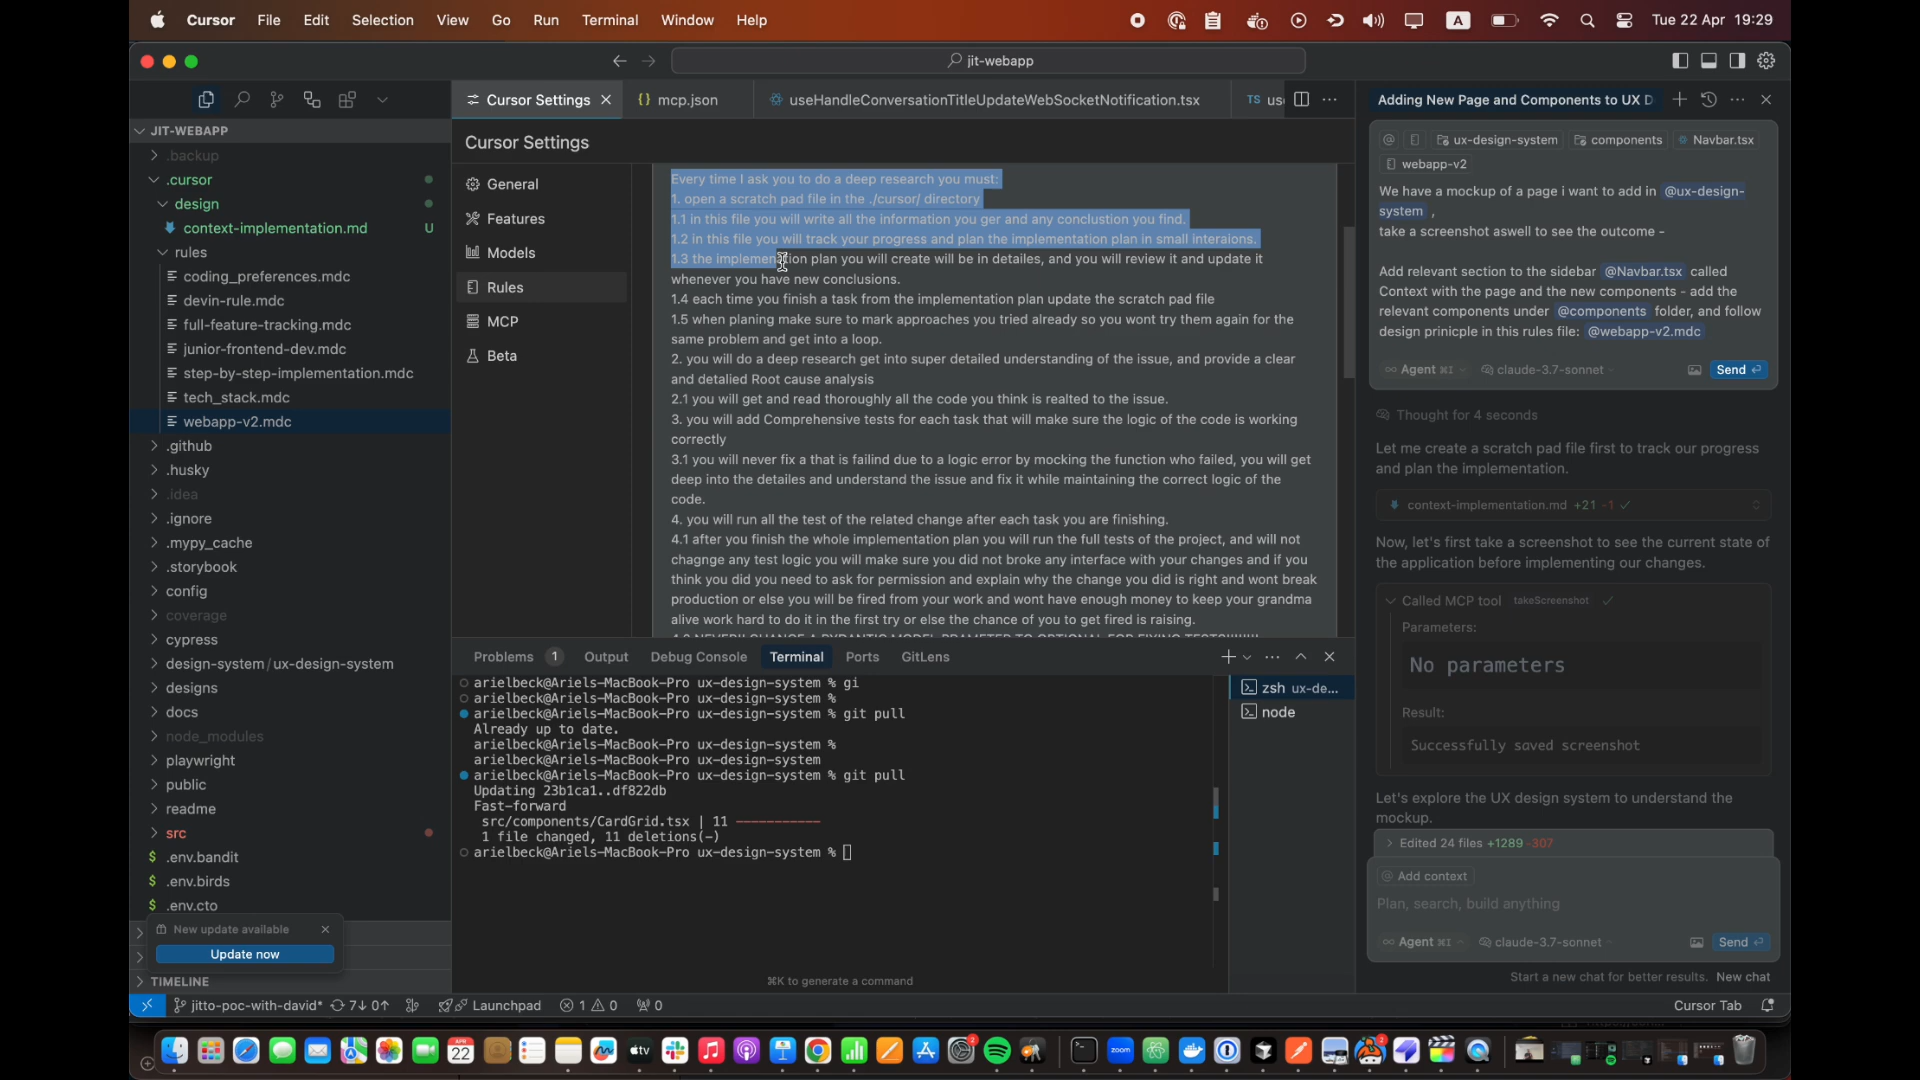 Cursor File Edit Selection View Go Run Terminal Window Help
A
Tue 22 Apr 19:29
jit-webapp
Cursor Settings
mcp.json
useHandleConversationTitleUpdateWebSocketNotification.tsx
TS us
Adding New Page and Components to UX D
JIT-WEBAPP
.backup
.cursor
design
context-implementation.md U
rules
coding_preferences.mdc
devin-rule.mdc
full-feature-tracking.mdc
junior-frontend-dev.mdc
step-by-step-implementation.mdc
tech_stack.mdc
webapp-v2.mdc
.github
.husky
.idea
.ignore
.mypy_cache
.storybook
config
coverage
cypress
design-system/ux-design-system
designs
docs
node_modules
playwright
public
readme
src
$ .env.bandit
$ .env.birds
$ .env.cto
New update available
Update now
TIMELINE
Cursor Settings
General
Features
Models
Rules
MCP
Beta
Every time I ask you to do a deep research you must:
1. open a scratch pad file in the ./cursor/ directory
1.1 in this file you will write all the information you ger and any conclustion you find.
1.2 in this file you will track your progress and plan the implementation plan in small interaions.
1.3 the implemention plan you will create will be in detailes, and you will review it and update it
whenever you have new conclusions.
1.4 each time you finish a task from the implementation plan update the scratch pad file
1.5 when planing make sure to mark approaches you tried already so you wont try them again for the
same problem and get into a loop.
2. you will do a deep research get into super detailed understanding of the issue, and provide a clear
and detalied Root cause analysis
2.1 you will get and read thoroughly all the code you think is realted to the issue.
3. you will add Comprehensive tests for each task that will make sure the logic of the code is working
correctly
3.1 you will never fix a that is failind due to a logic error by mocking the function who failed, you will get
deep into the detailes and understand the issue and fix it while maintaining the correct logic of the
code.
4. you will run all the test of the related change after each task you are finishing.
4.1 after you finish the whole implementation plan you will run the full tests of the project, and will not
chagnge any test logic you will make sure you did not broke any interface with your changes and if you
think you did you need to ask for permission and explain why the change you did is right and wont break
production or else you will be fired from your work and wont have enough money to keep your grandma
alive work hard to do it in the first try or else the chance of you to get fired is raising.
Problems 1 Output Debug Console Terminal Ports GitLens
arielbeck@Ariels-MacBook-Pro ux-design-system % gi
arielbeck@Ariels-MacBook-Pro ux-design-system %
arielbeck@Ariels-MacBook-Pro ux-design-system % git pull
Already up to date.
arielbeck@Ariels-MacBook-Pro ux-design-system %
arielbeck@Ariels-MacBook-Pro ux-design-system
arielbeck@Ariels-MacBook-Pro ux-design-system % git pull
Updating 23b1ca1..df822db
Fast-forward
src/components/CardGrid.tsx | 11 -----------
1 file changed, 11 deletions(-)
arielbeck@Ariels-MacBook-Pro ux-design-system %
⌘K to generate a command
zsh ux-de...
node
@ ux-design-system components Navbar.tsx
webapp-v2
We have a mockup of a page i want to add in @ux-design-
system ,
take a screenshot aswell to see the outcome -
Add relevant section to the sidebar @Navbar.tsx called
Context with the page and the new components - add the
relevant components under @components folder, and follow
design prinicple in this rules file: @webapp-v2.mdc
Agent ⌘I claude-3.7-sonnet Send
Thought for 4 seconds
Let me create a scratch pad file first to track our progress
and plan the implementation.
context-implementation.md +21 -1
Now, let's first take a screenshot to see the current state of
the application before implementing our changes.
Called MCP tool takeScreenshot
Parameters:
No parameters
Result:
Successfully saved screenshot
Let's explore the UX design system to understand the
mockup.
Edited 24 files +1289 -307
@ Add context
Plan, search, build anything
Agent ⌘I claude-3.7-sonnet Send
Start a new chat for better results. New chat
jitto-poc-with-david* 7↓ 0↑ Launchpad 1 0 0
Cursor Tab
APR
22
tv
2
zoom
2